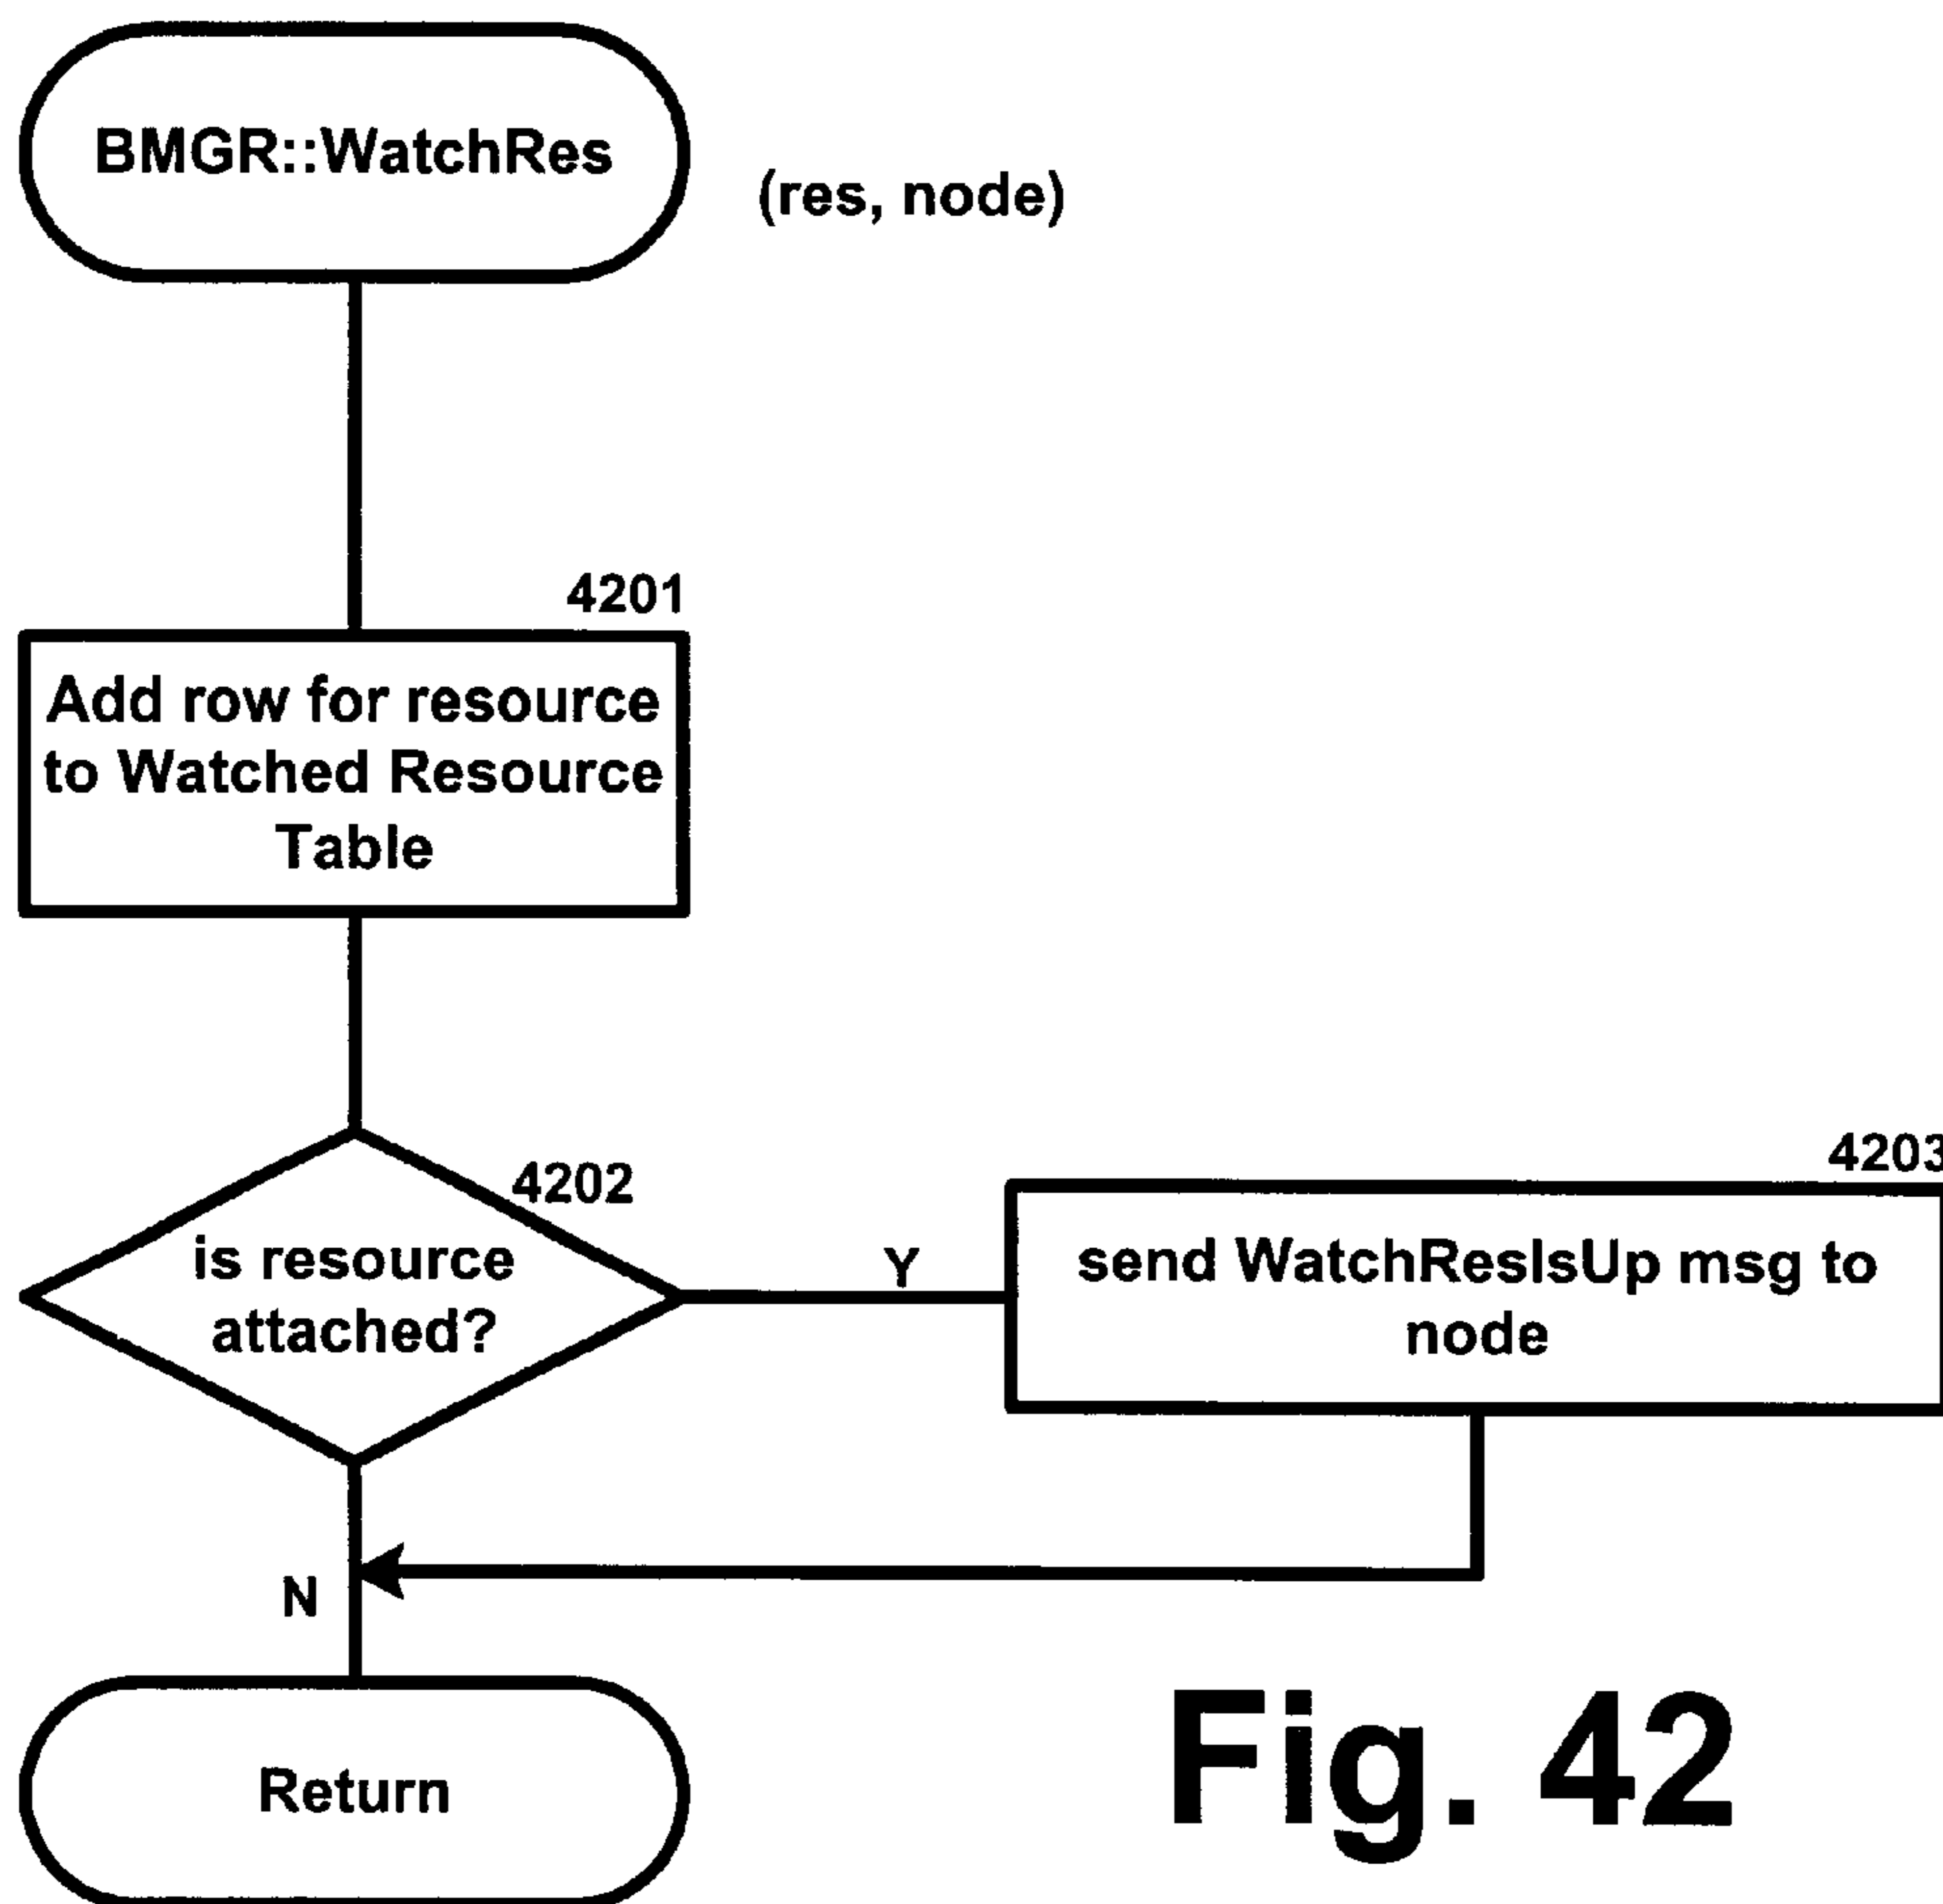 BMGR::WatchRes
(res, node)
4201
Add row for resource
to Watched Resource
Table
4202
is resource
attached?
Y
4203
send WatchResIsUp msg to
node
N
Return
Fig. 42